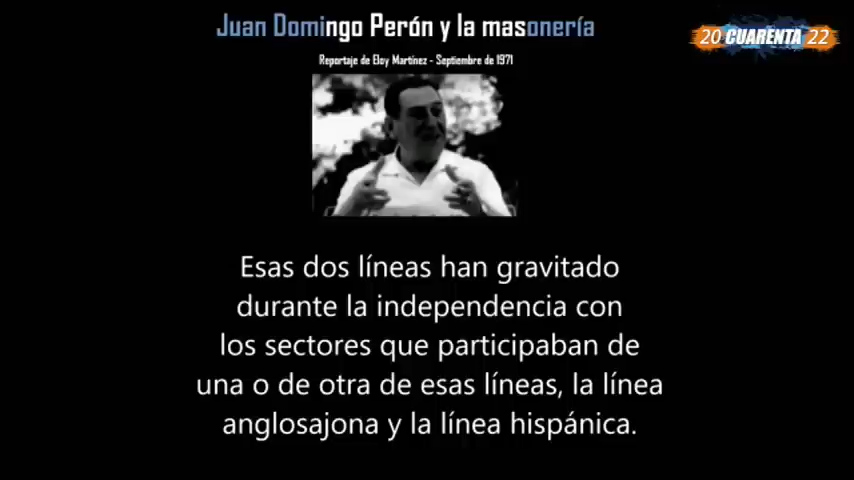 Juan Domingo Perón y la masonería
20 CUARENTA 22
Reportaje de Eloy Martínez - Septiembre de 1971
Esas dos líneas han gravitado
durante la independencia con
los sectores que participaban de
una o de otra de esas líneas, la línea
anglosajona y la línea hispánica.